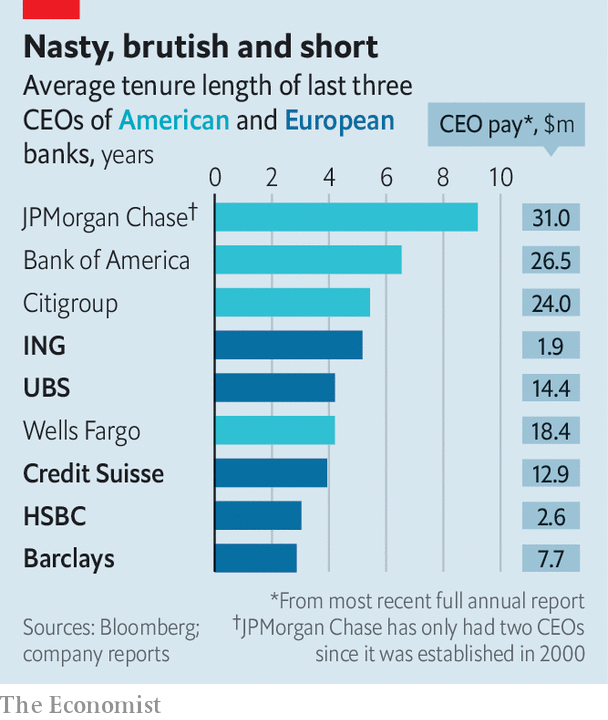 Nasty, brutish and short
Average tenure length of last three
CEOs of American and European
banks, years
CEO pay*, $m
0 2 4 6 8 10
JPMorgan Chase† 31.0
Bank of America 26.5
Citigroup 24.0
ING 1.9
UBS 14.4
Wells Fargo 18.4
Credit Suisse 12.9
HSBC 2.6
Barclays 7.7
Sources: Bloomberg;
company reports
*From most recent full annual report
†JPMorgan Chase has only had two CEOs
since it was established in 2000
The Economist